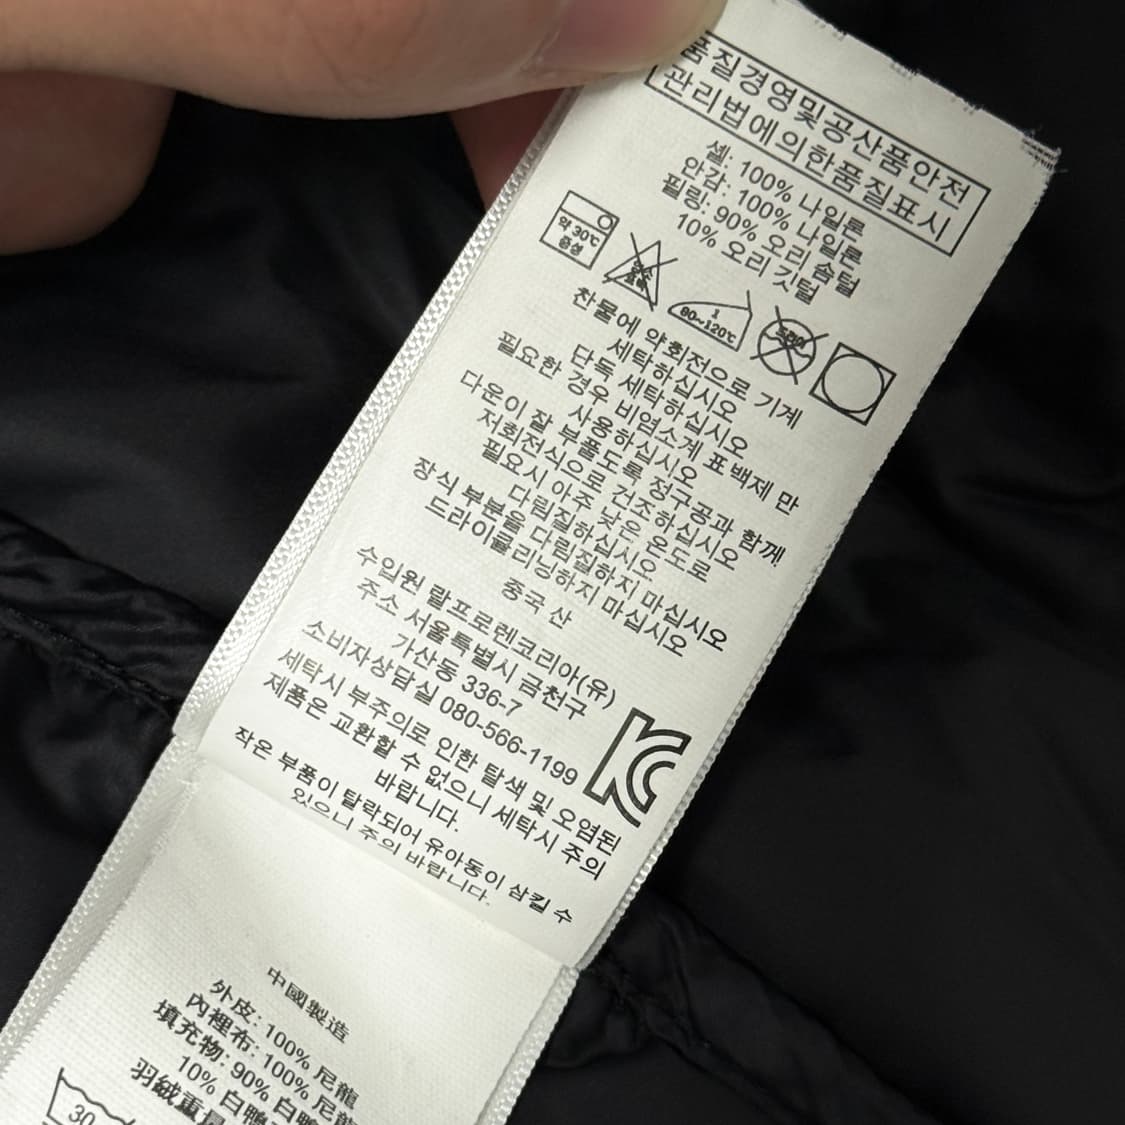 품질경영및공산품안전
관리법에의한품질표시
셸: 100% 나일론
안감: 100% 나일론
필링: 90% 오리 솜털
10% 오리 깃털
약 30℃
중성
1
80~120℃
찬물에 약회전으로 기계
세탁하십시오
단독 세탁하십시오
필요한 경우 비염소계 표백제 만
사용하십시오
다운이 잘 부품도록 정구공과 함께
저회전식으로 건조하십시오
필요시 아주 낮은 온도로
다림질하십시오
장식 부분을 다림질하지 마십시오
드라이클리닝하지 마십시오
중국 산
수입원 랄프로렌코리아(유)
주소 서울특별시 금천구
가산동 336-7
소비자상담실 080-566-1199
세탁시 부주의로 인한 탈색 및 오염된
제품은 교환할 수 없으니 세탁시 주의
바랍니다.
작은 부품이 탈락되어 유아동이 삼킬 수
있으니 주의 바랍니다.
中國製造
外皮: 100% 尼龍
內裡布: 100% 尼龍
填充物: 90% 白鴨
10% 白鴨
羽絨重量
30